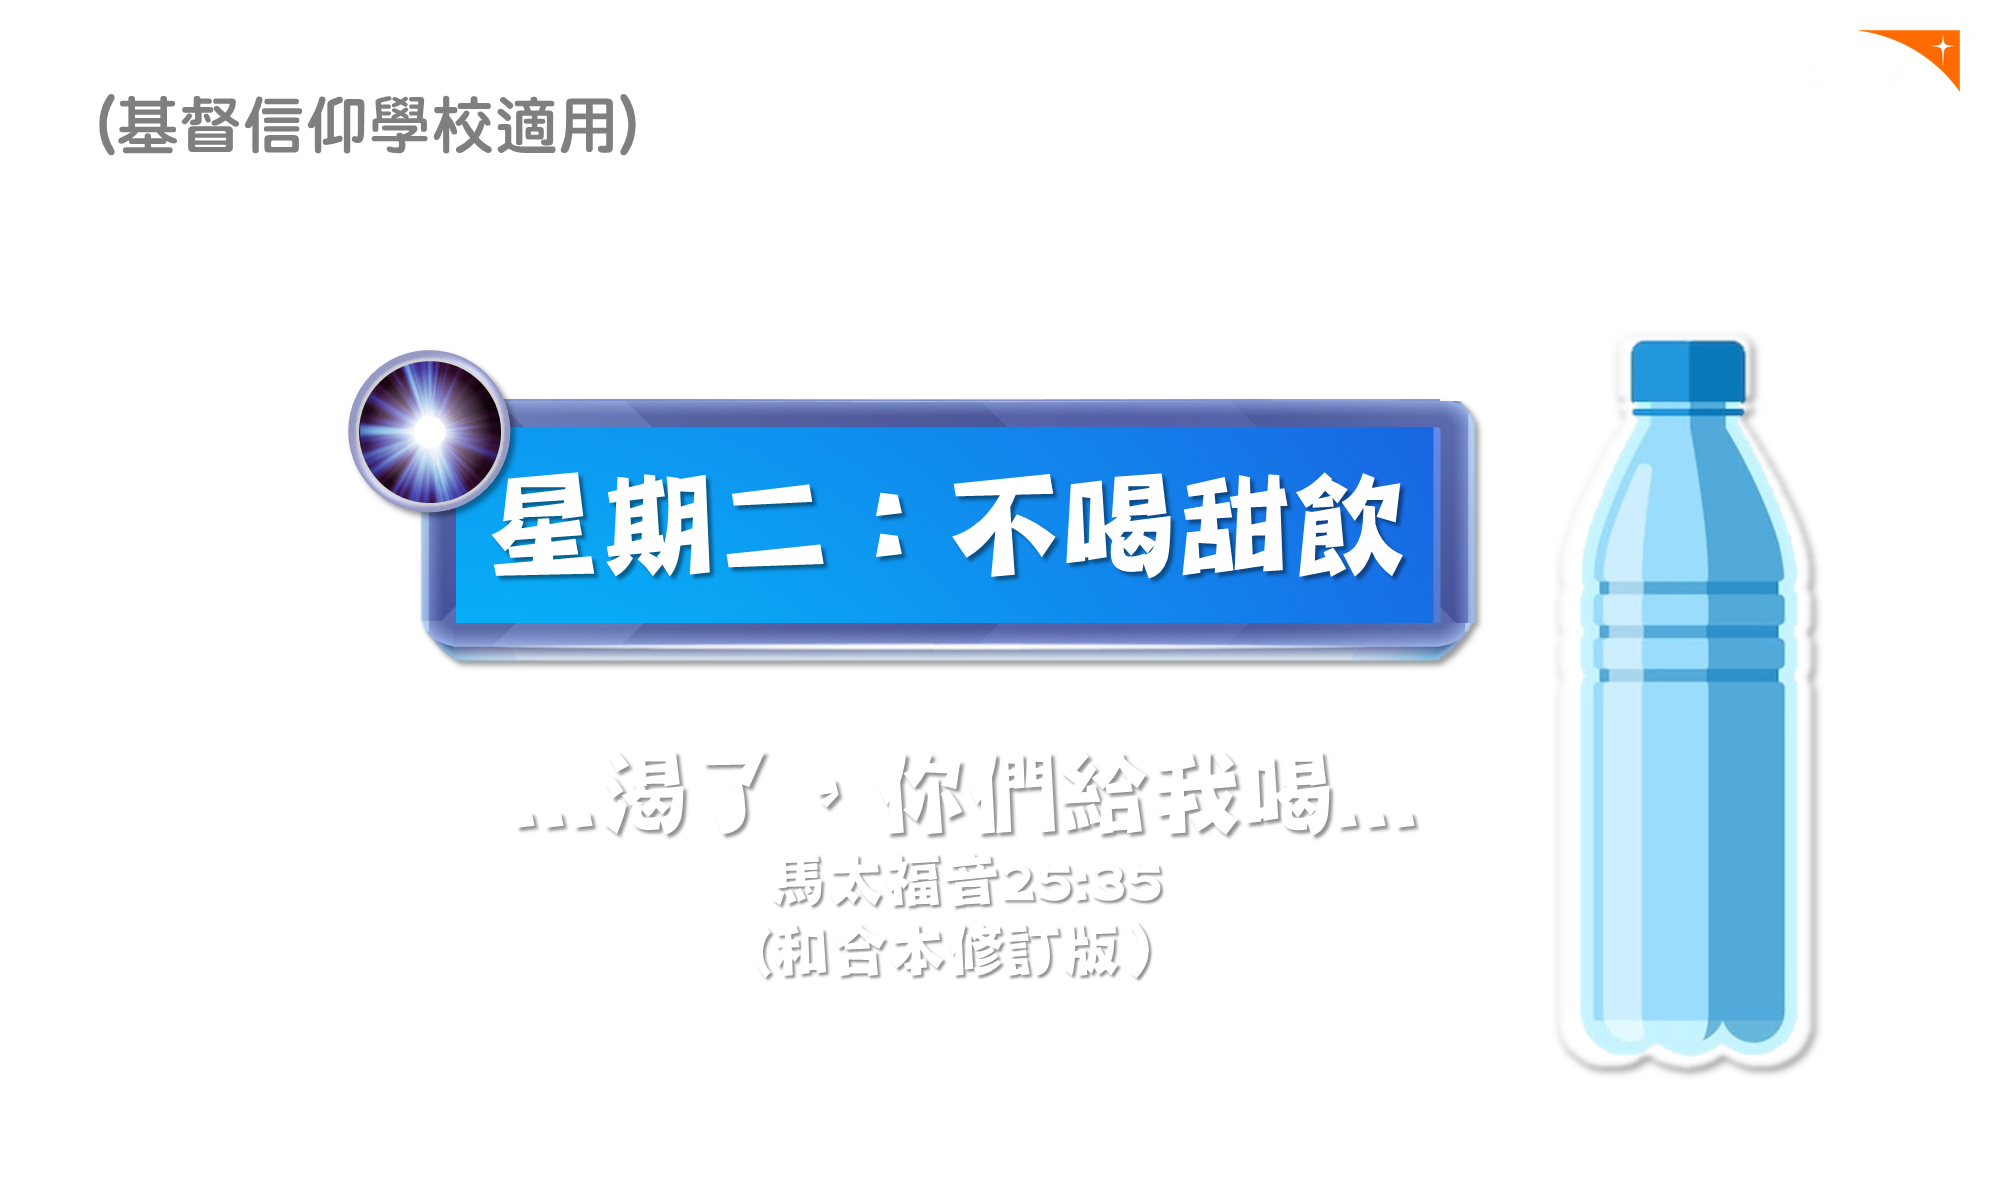 (基督信仰學校適用)
星期二：不喝甜飲
...渴了，你們給我喝...
馬太福音25:35
(和合本修訂版)